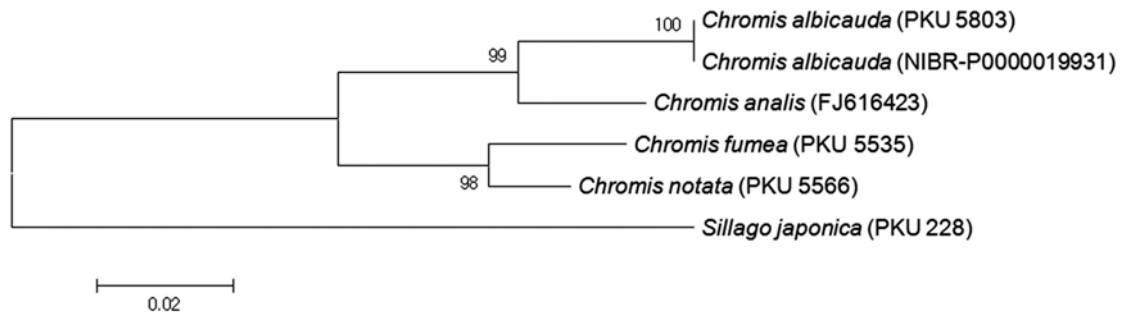 100
Chromis albicauda (PKU 5803)
Chromis albicauda (NIBR-P0000019931)
99
Chromis analis (FJ616423)
Chromis fumea (PKU 5535)
98
Chromis notata (PKU 5566)
Sillago japonica (PKU 228)
0.02